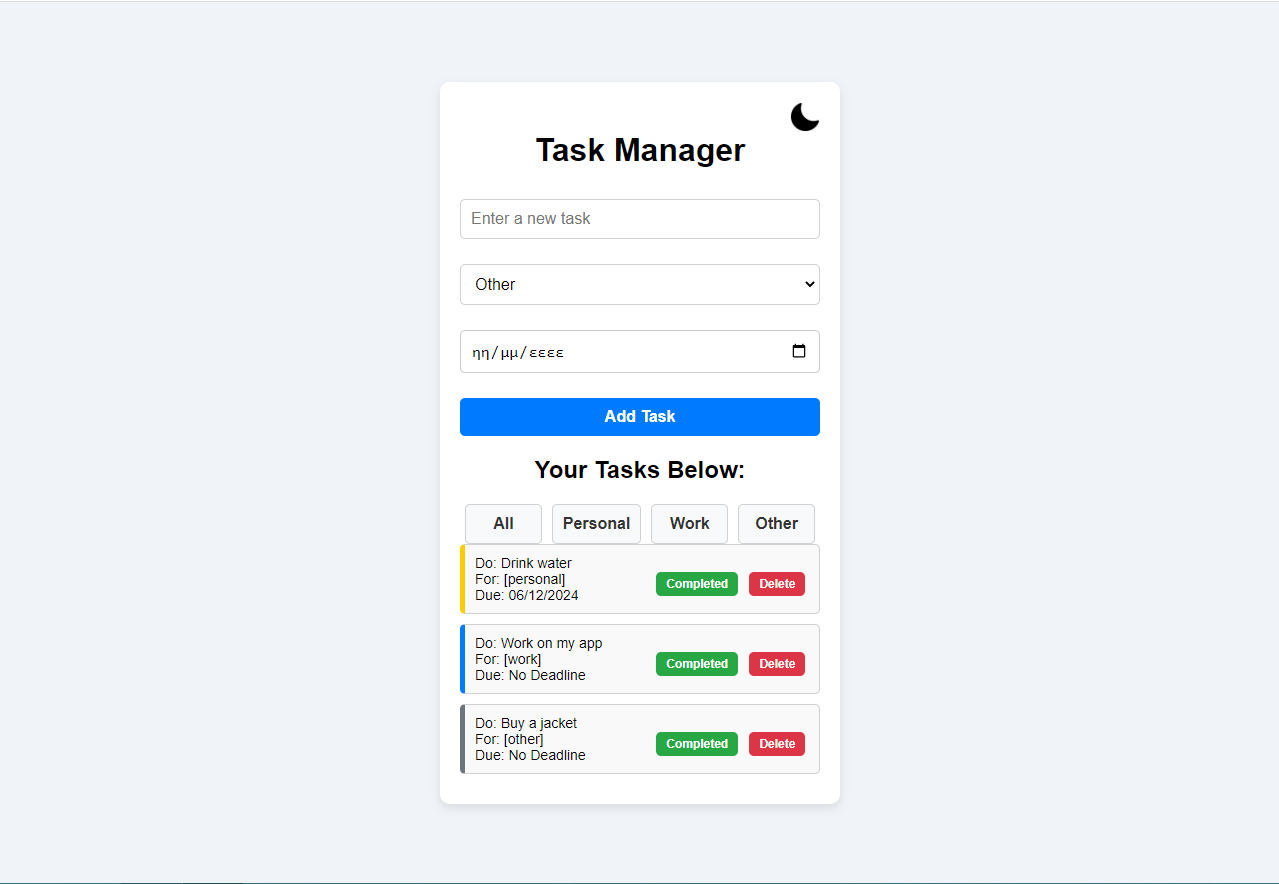 Task Manager
Enter a new task
Other
ηη/μμ/εεεε
Add Task
Your Tasks Below:
All Personal Work Other
Do: Drink water
For: [personal]
Due: 06/12/2024
Completed Delete
Do: Work on my app
For: [work]
Due: No Deadline
Completed Delete
Do: Buy a jacket
For: [other]
Due: No Deadline
Completed Delete